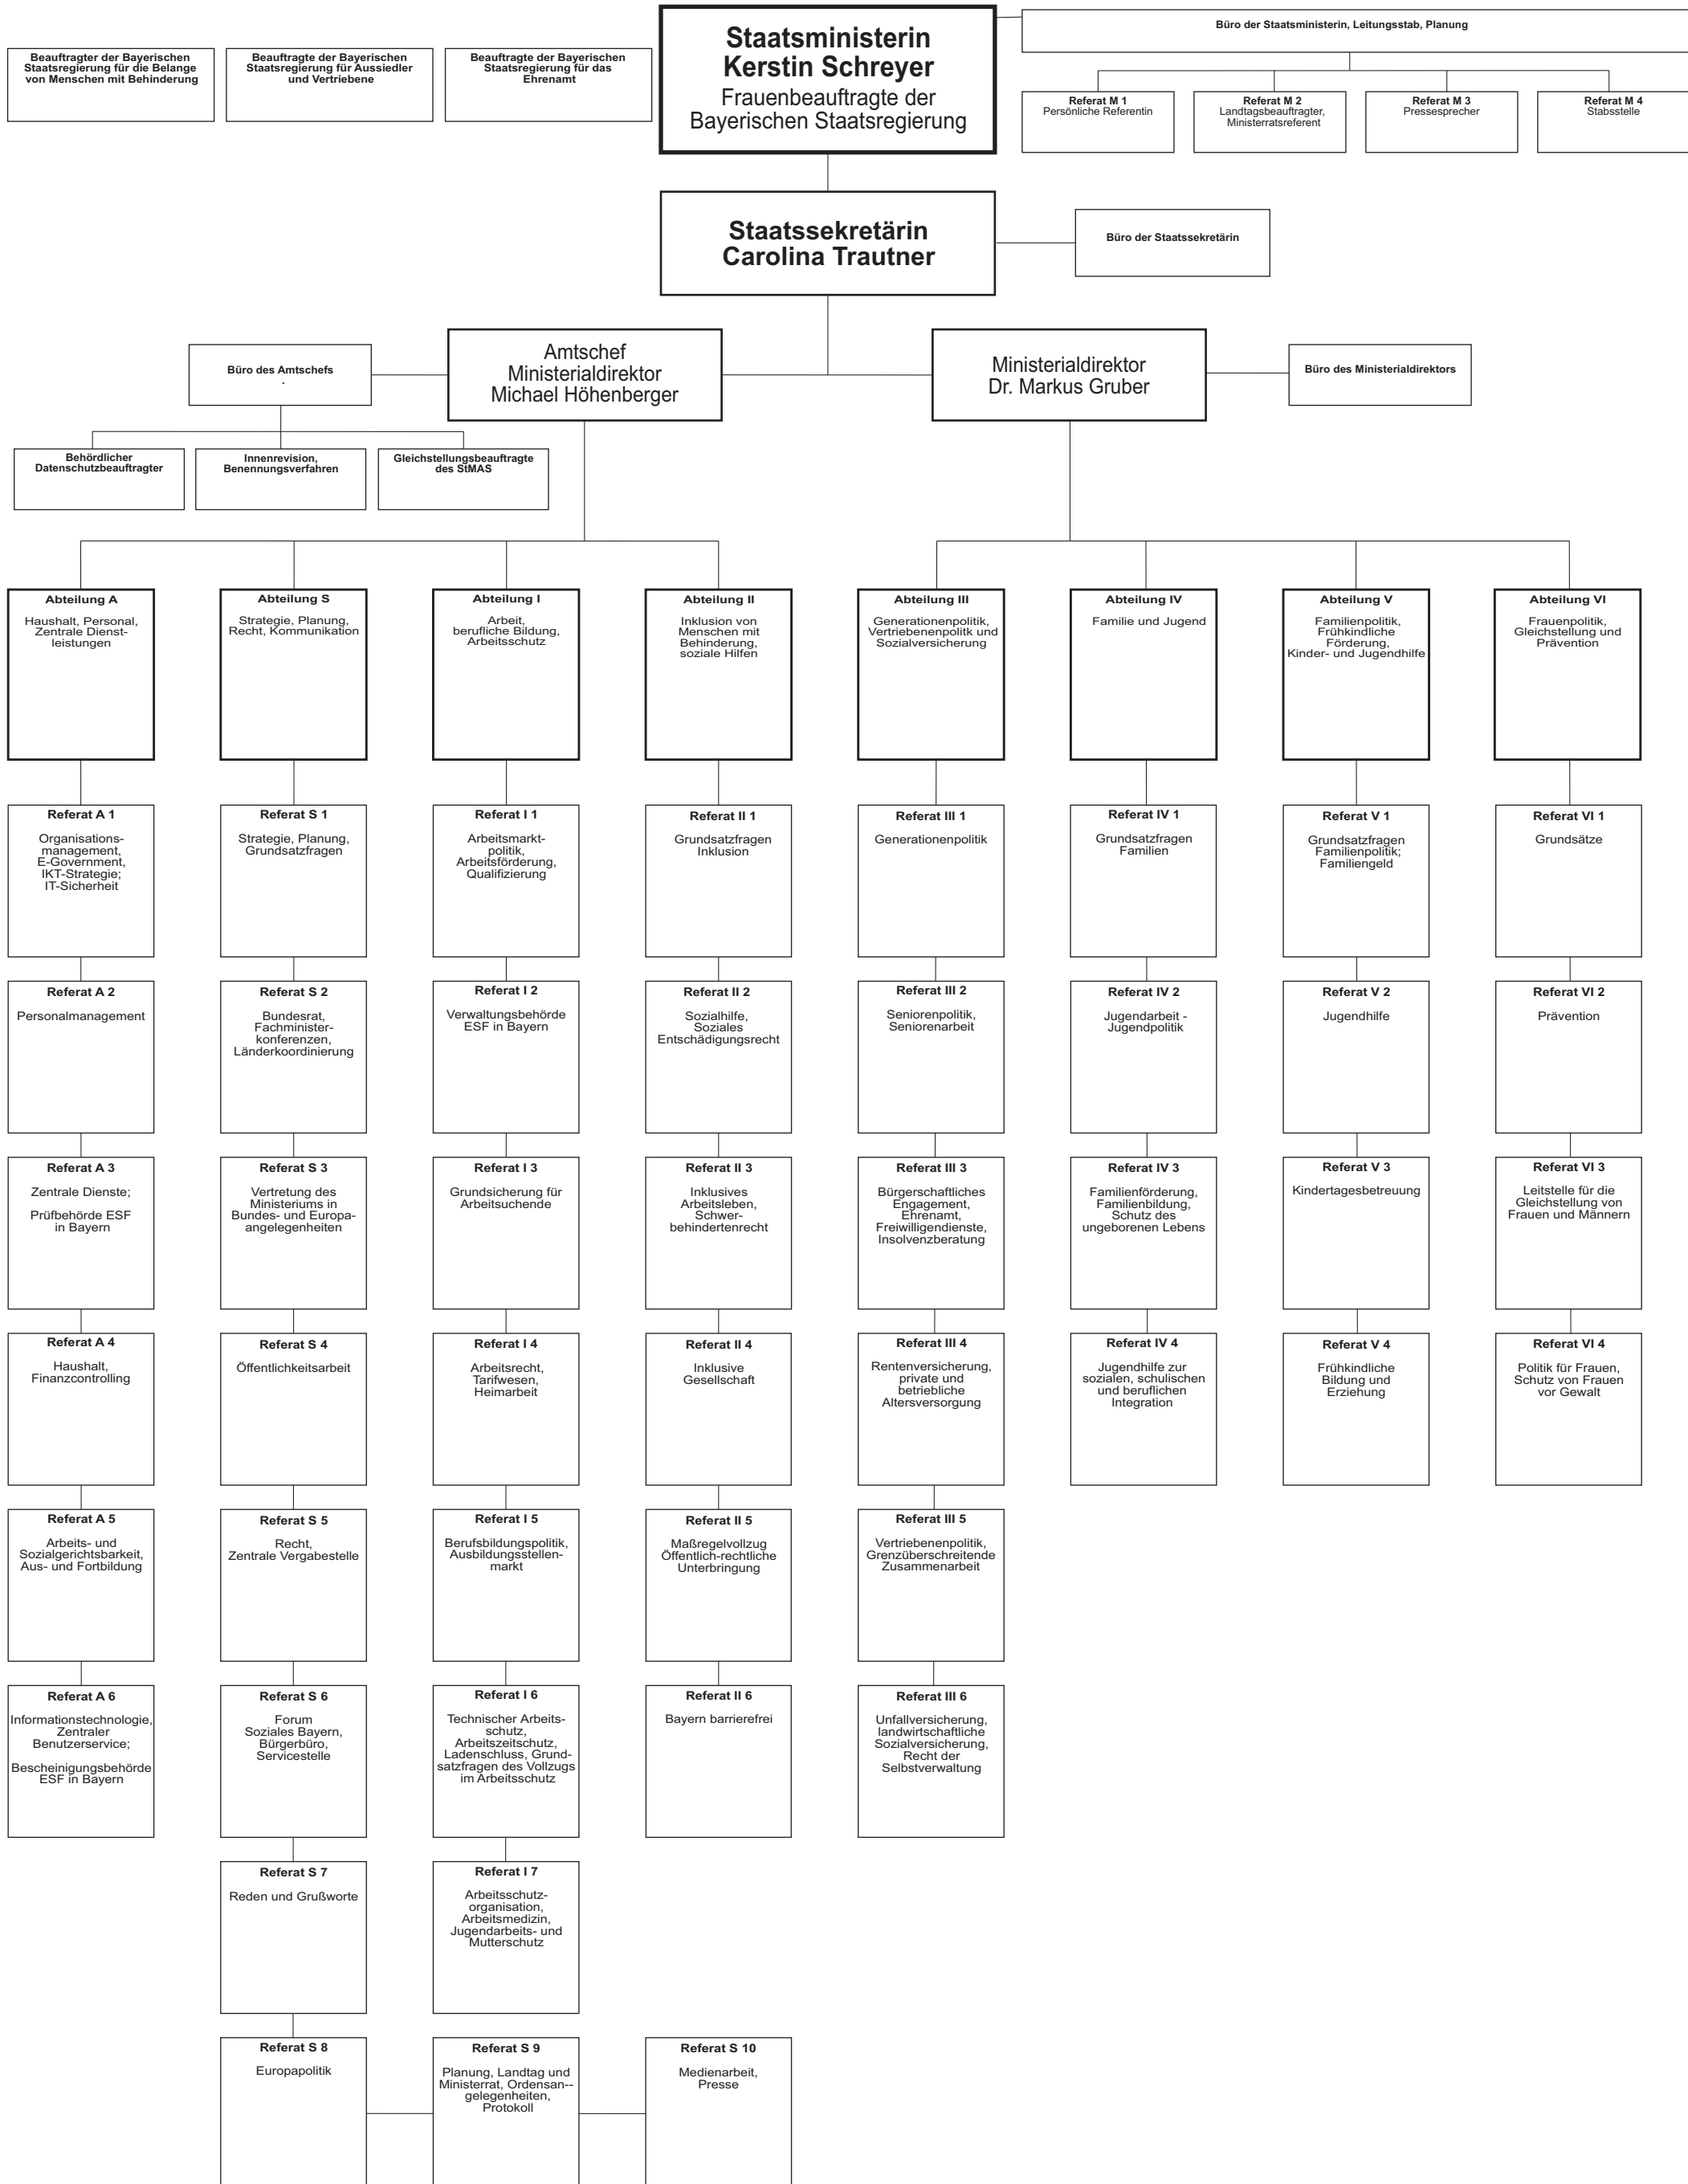 Beauftragter der Bayerischen
Staatsregierung für die Belange
von Menschen mit Behinderung
Beauftragte der Bayerischen
Staatsregierung für Aussiedler
und Vertriebene
Beauftragte der Bayerischen
Staatsregierung für das
Ehrenamt
Staatsministerin
Kerstin Schreyer
Frauenbeauftragte der
Bayerischen Staatsregierung
Büro der Staatsministerin, Leitungsstab, Planung
Referat M 1
Persönliche Referentin
Referat M 2
Landtagsbeauftragter,
Ministerratsreferent
Referat M 3
Pressesprecher
Referat M 4
Stabsstelle
Staatssekretärin
Carolina Trautner
Büro der Staatssekretärin
Büro des Amtschefs
.
Amtschef
Ministerialdirektor
Michael Höhenberger
Ministerialdirektor
Dr. Markus Gruber
Büro des Ministerialdirektors
Behördlicher
Datenschutzbeauftragter
Innenrevision,
Benennungsverfahren
Gleichstellungsbeauftragte
des StMAS
Abteilung A
Haushalt, Personal,
Zentrale Dienst-
leistungen
Abteilung S
Strategie, Planung,
Recht, Kommunikation
Abteilung I
Arbeit,
berufliche Bildung,
Arbeitsschutz
Abteilung II
Inklusion von
Menschen mit
Behinderung,
soziale Hilfen
Abteilung III
Generationenpolitik,
Vertriebenenpolitk und
Sozialversicherung
Abteilung IV
Familie und Jugend
Abteilung V
Familienpolitik,
Frühkindliche
Förderung,
Kinder- und Jugendhilfe
Abteilung VI
Frauenpolitik,
Gleichstellung und
Prävention
Referat A 1
Organisations-
management,
E-Government,
IKT-Strategie;
IT-Sicherheit
Referat S 1
Strategie, Planung,
Grundsatzfragen
Referat I 1
Arbeitsmarkt-
politik,
Arbeitsförderung,
Qualifizierung
Referat II 1
Grundsatzfragen
Inklusion
Referat III 1
Generationenpolitik
Referat IV 1
Grundsatzfragen
Familien
Referat V 1
Grundsatzfragen
Familienpolitik;
Familiengeld
Referat VI 1
Grundsätze
Referat A 2
Personalmanagement
Referat S 2
Bundesrat,
Fachminister-
konferenzen,
Länderkoordinierung
Referat I 2
Verwaltungsbehörde
ESF in Bayern
Referat II 2
Sozialhilfe,
Soziales
Entschädigungsrecht
Referat III 2
Seniorenpolitik,
Seniorenarbeit
Referat IV 2
Jugendarbeit -
Jugendpolitik
Referat V 2
Jugendhilfe
Referat VI 2
Prävention
Referat A 3
Zentrale Dienste;
Prüfbehörde ESF
in Bayern
Referat S 3
Vertretung des
Ministeriums in
Bundes- und Europa-
angelegenheiten
Referat I 3
Grundsicherung für
Arbeitsuchende
Referat II 3
Inklusives
Arbeitsleben,
Schwer-
behindertenrecht
Referat III 3
Bürgerschaftliches
Engagement,
Ehrenamt,
Freiwilligendienste,
Insolvenzberatung
Referat IV 3
Familienförderung,
Familienbildung,
Schutz des
ungeborenen Lebens
Referat V 3
Kindertagesbetreuung
Referat VI 3
Leitstelle für die
Gleichstellung von
Frauen und Männern
Referat A 4
Haushalt,
Finanzcontrolling
Referat S 4
Öffentlichkeitsarbeit
Referat I 4
Arbeitsrecht,
Tarifwesen,
Heimarbeit
Referat II 4
Inklusive
Gesellschaft
Referat III 4
Rentenversicherung,
private und
betriebliche
Altersversorgung
Referat IV 4
Jugendhilfe zur
sozialen, schulischen
und beruflichen
Integration
Referat V 4
Frühkindliche
Bildung und
Erziehung
Referat VI 4
Politik für Frauen,
Schutz von Frauen
vor Gewalt
Referat A 5
Arbeits- und
Sozialgerichtsbarkeit,
Aus- und Fortbildung
Referat S 5
Recht,
Zentrale Vergabestelle
Referat I 5
Berufsbildungspolitik,
Ausbildungsstellen-
markt
Referat II 5
Maßregelvollzug
Öffentlich-rechtliche
Unterbringung
Referat III 5
Vertriebenenpolitik,
Grenzüberschreitende
Zusammenarbeit
Referat A 6
Informationstechnologie,
Zentraler
Benutzerservice;
Bescheinigungsbehörde
ESF in Bayern
Referat S 6
Forum
Soziales Bayern,
Bürgerbüro,
Servicestelle
Referat I 6
Technischer Arbeits-
schutz,
Arbeitszeitschutz,
Ladenschluss, Grund-
satzfragen des Vollzugs
im Arbeitsschutz
Referat II 6
Bayern barrierefrei
Referat III 6
Unfallversicherung,
landwirtschaftliche
Sozialversicherung,
Recht der
Selbstverwaltung
Referat S 7
Reden und Grußworte
Referat I 7
Arbeitsschutz-
organisation,
Arbeitsmedizin,
Jugendarbeits- und
Mutterschutz
Referat S 8
Europapolitik
Referat S 9
Planung, Landtag und
Ministerrat, Ordensan--
gelegenheiten,
Protokoll
Referat S 10
Medienarbeit,
Presse